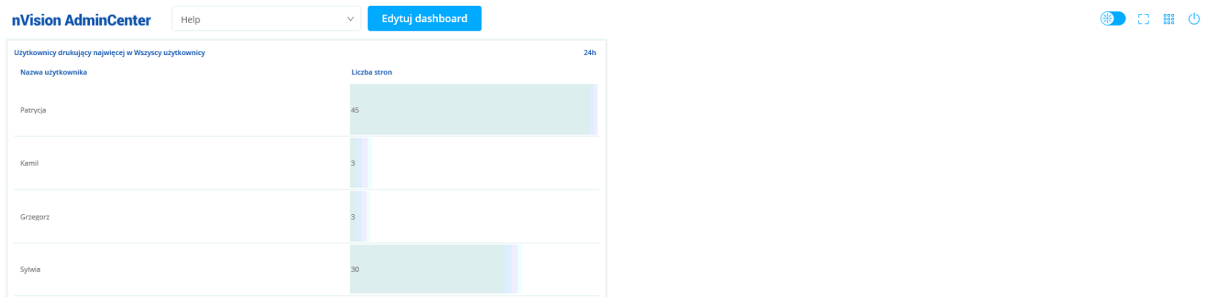 nVision AdminCenter Help Edytuj dashboard
Użytkownicy drukujący najwięcej w Wszyscy użytkownicy 24h
Nazwa użytkownika Liczba stron
Patrycja 45
Kamil 3
Grzegorz 3
Sylwia 30